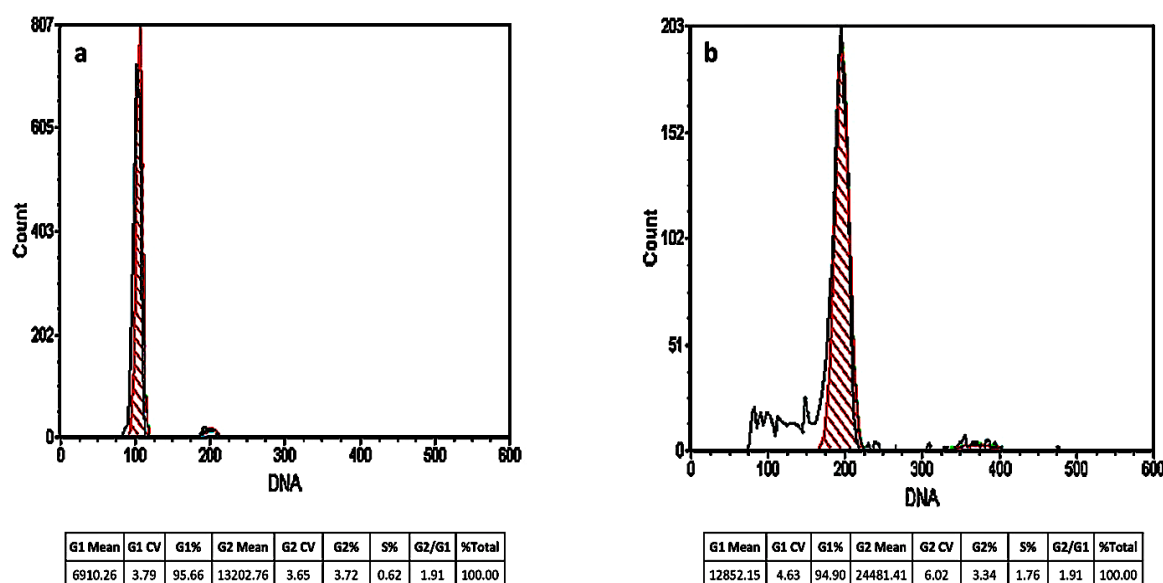 a
807
605
403
202
0
Count
0 100 200 300 400 500 600
DNA
G1 Mean G1 CV G1% G2 Mean G2 CV G2% S% G2/G1 %Total
6910.26 3.79 95.66 13202.76 3.65 3.72 0.62 1.91 100.00
b
203
152
102
51
0
Count
0 100 200 300 400 500 600
DNA
G1 Mean G1 CV G1% G2 Mean G2 CV G2% S% G2/G1 %Total
12852.15 4.63 94.90 24481.41 6.02 3.34 1.76 1.91 100.00